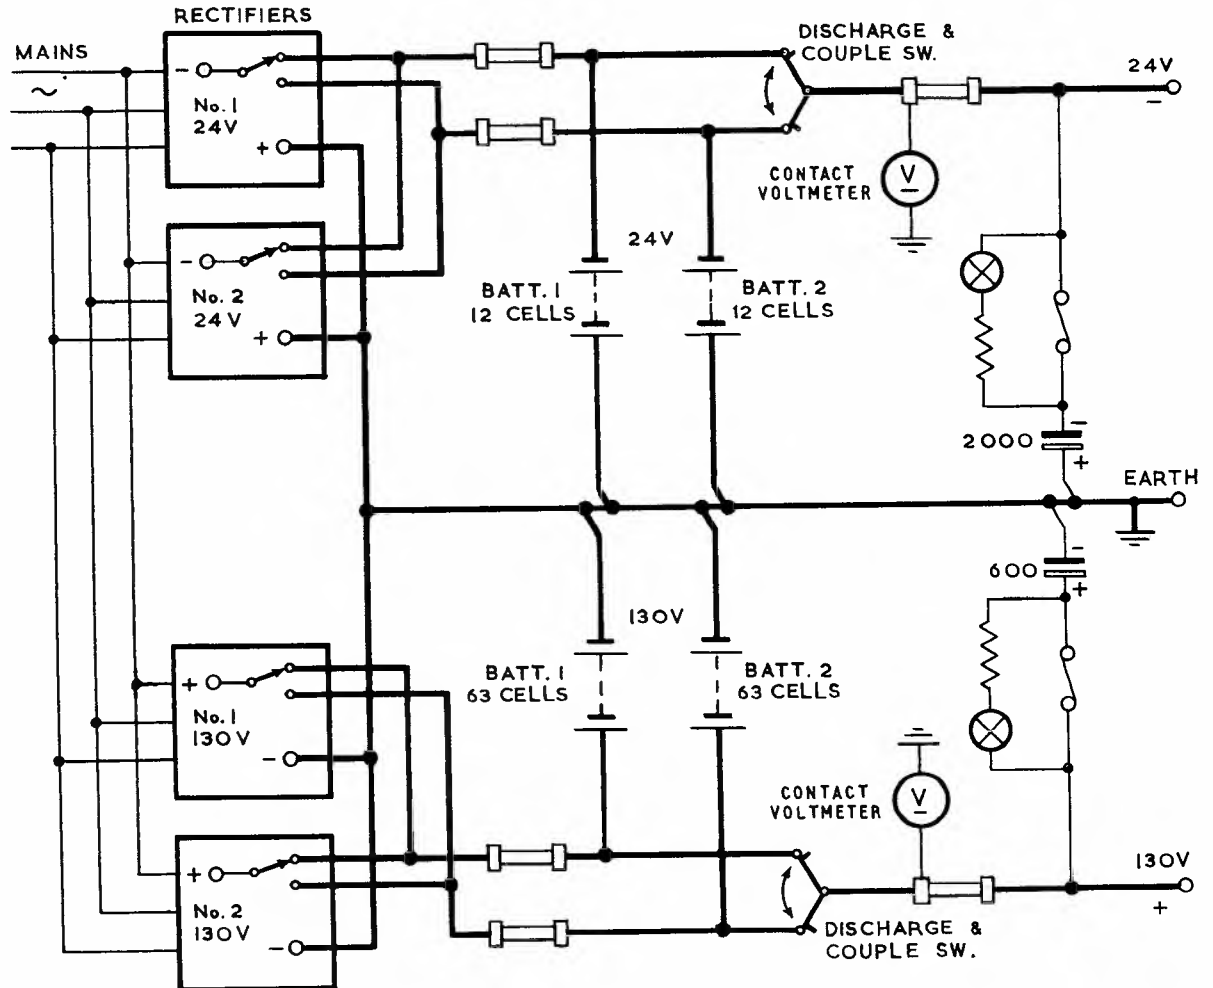 RECTIFIERS
MAINS
~
No. 1
24V
-
+
No. 2
24V
-
+
DISCHARGE &
COUPLE SW.
24V
-
CONTACT
VOLTMETER
V
24V
BATT. 1
12 CELLS
BATT. 2
12 CELLS
2000
-
+
EARTH
600
-
+
130V
BATT. 1
63 CELLS
BATT. 2
63 CELLS
+
No. 1
130V
-
+
No. 2
130V
-
CONTACT
VOLTMETER
V
130V
+
DISCHARGE &
COUPLE SW.